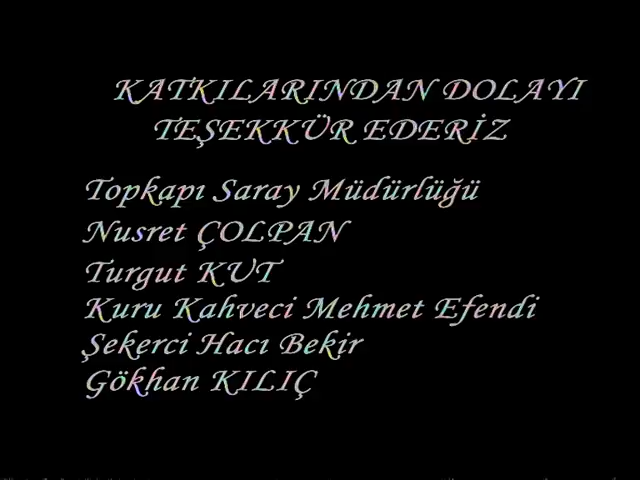 KATKILARINDAN DOLAYI
TEŞEKKÜR EDERİZ
Topkapı Saray Müdürlüğü
Nusret ÇOLPAN
Turgut KUT
Kuru Kahveci Mehmet Efendi
Şekerci Hacı Bekir
Gökhan KILIÇ